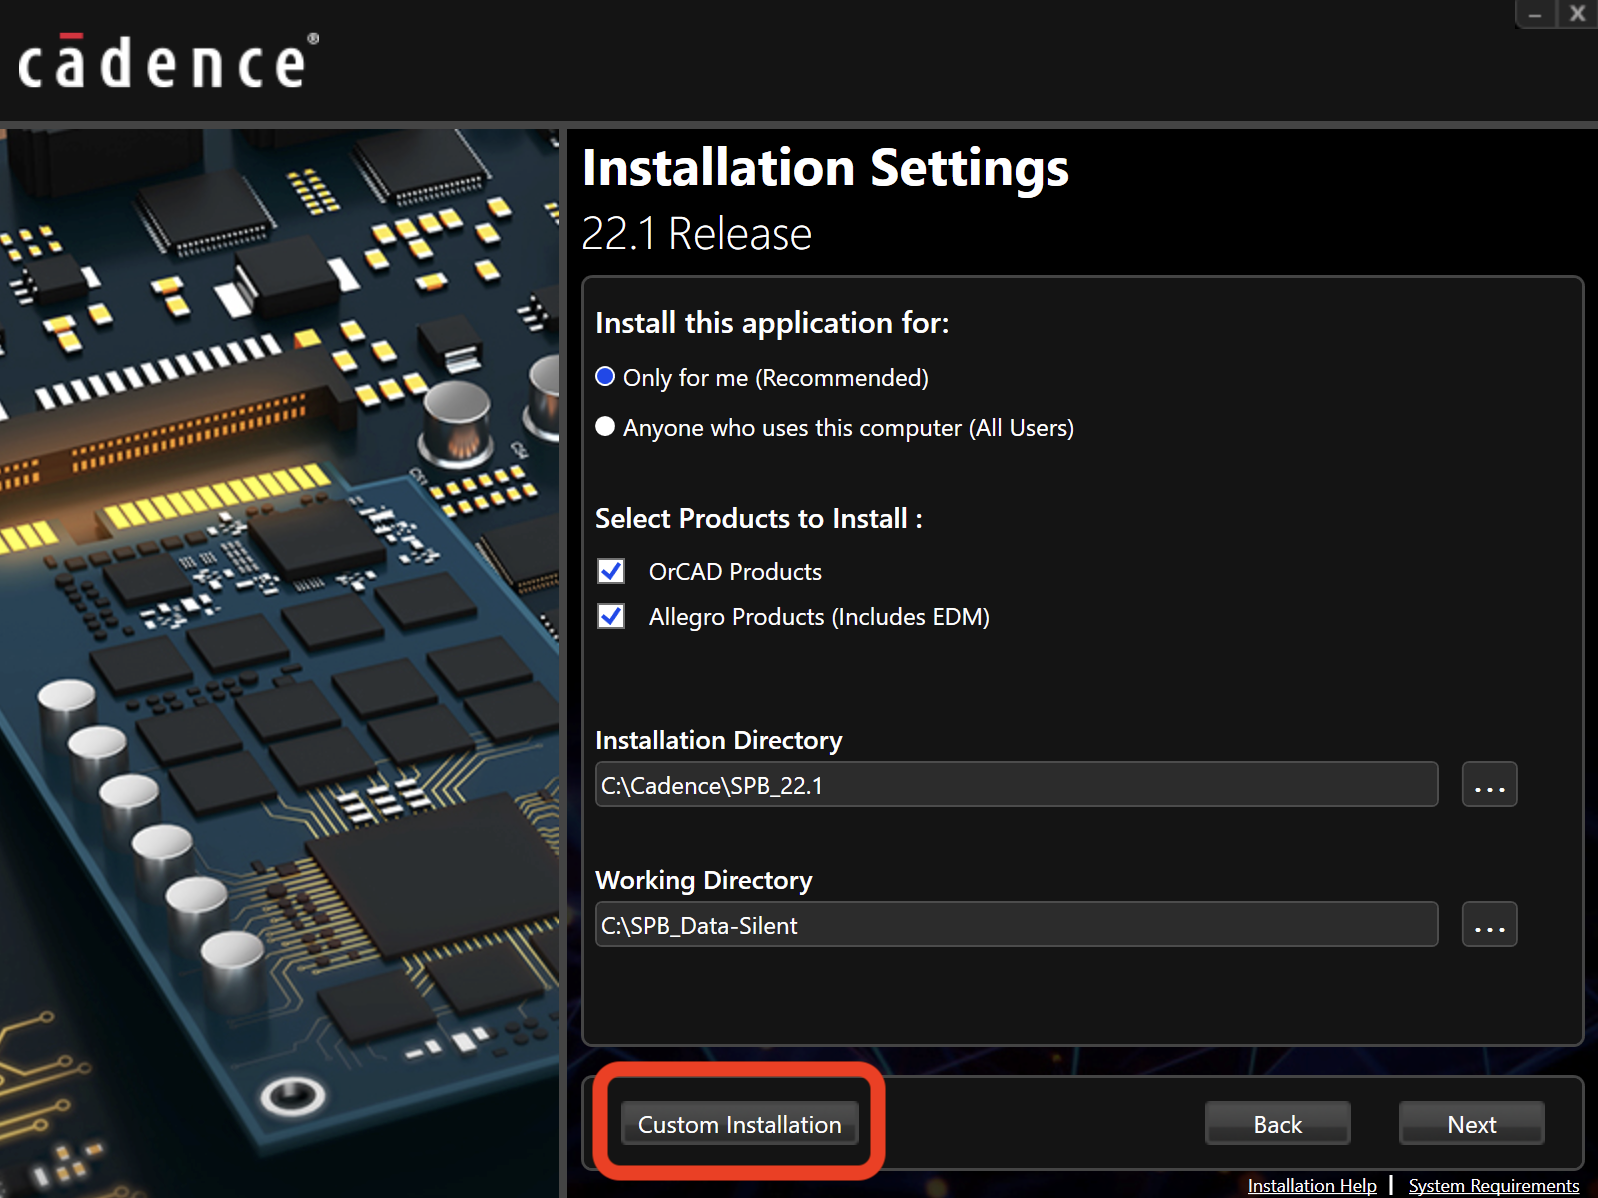 cādence®
Installation Settings
22.1 Release
Install this application for:
Only for me (Recommended)
Anyone who uses this computer (All Users)
Select Products to Install :
OrCAD Products
Allegro Products (Includes EDM)
Installation Directory
C:\Cadence\SPB_22.1
...
Working Directory
C:\SPB_Data-Silent
...
Custom Installation
Back
Next
Installation Help | System Requirements